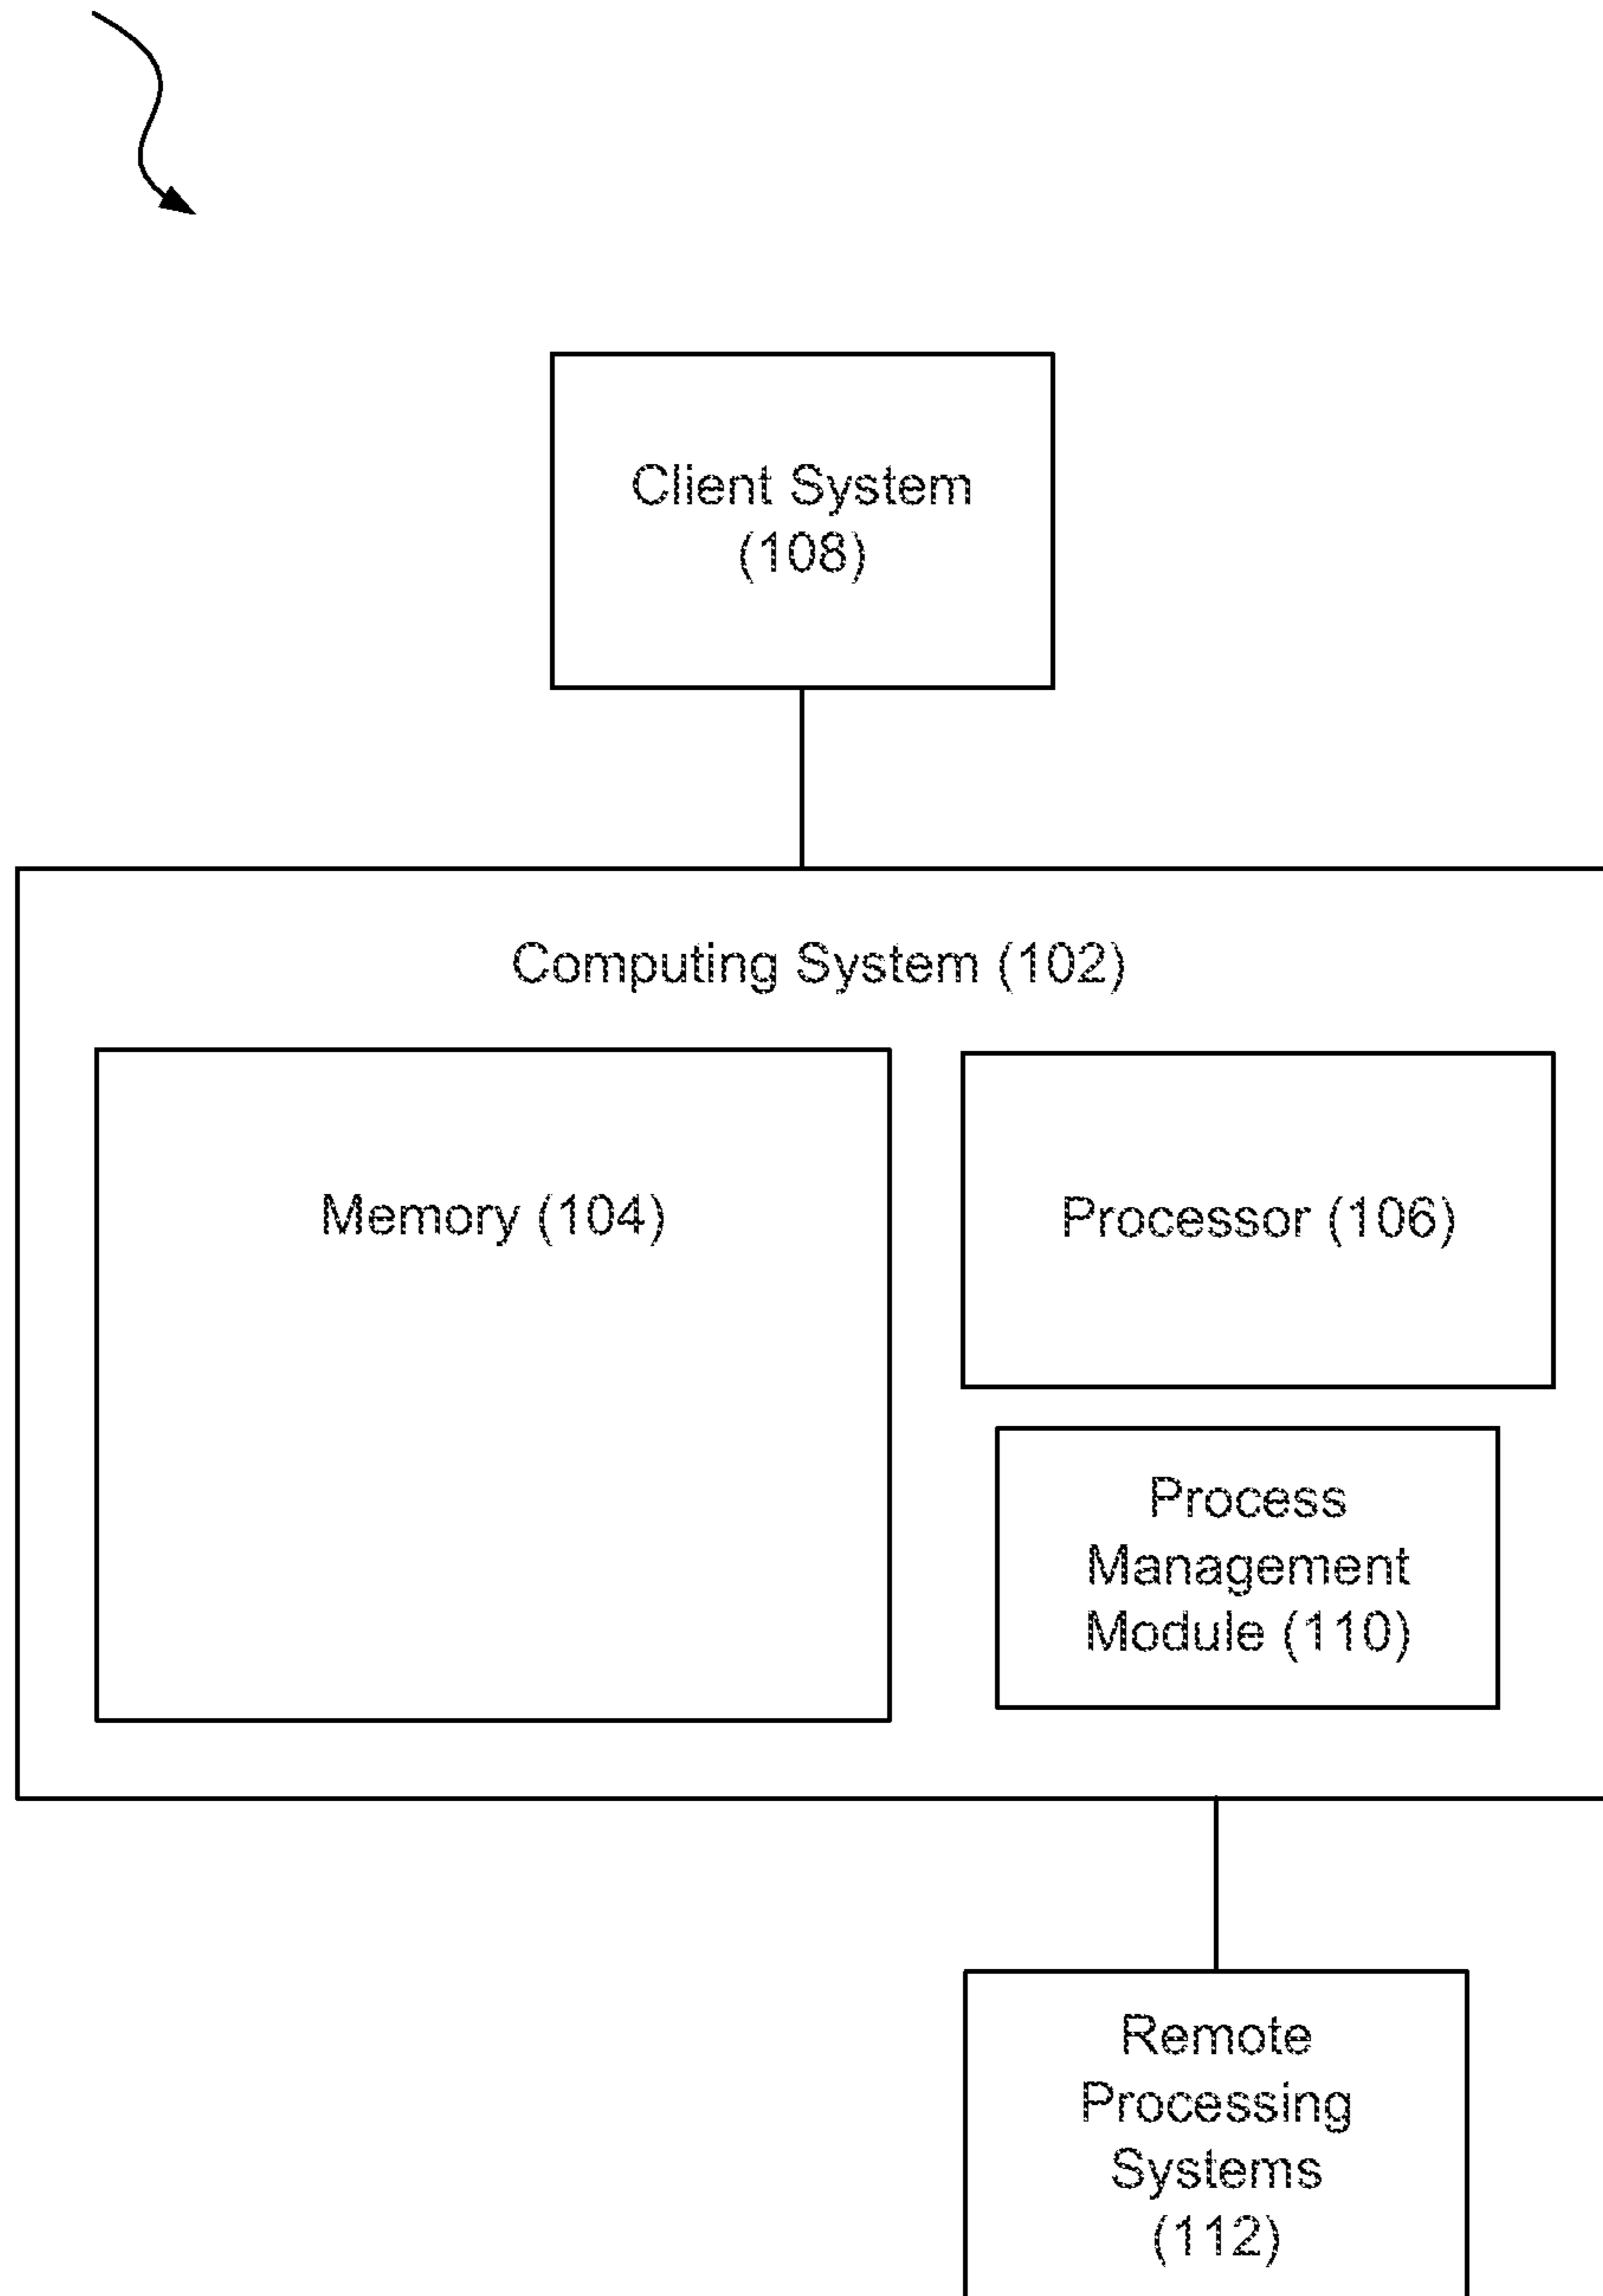 Client System
(108)
Computing System (102)
Memory (104)
Processor (106)
Process
Management
Module (110)
Remote
Processing
Systems
(112)